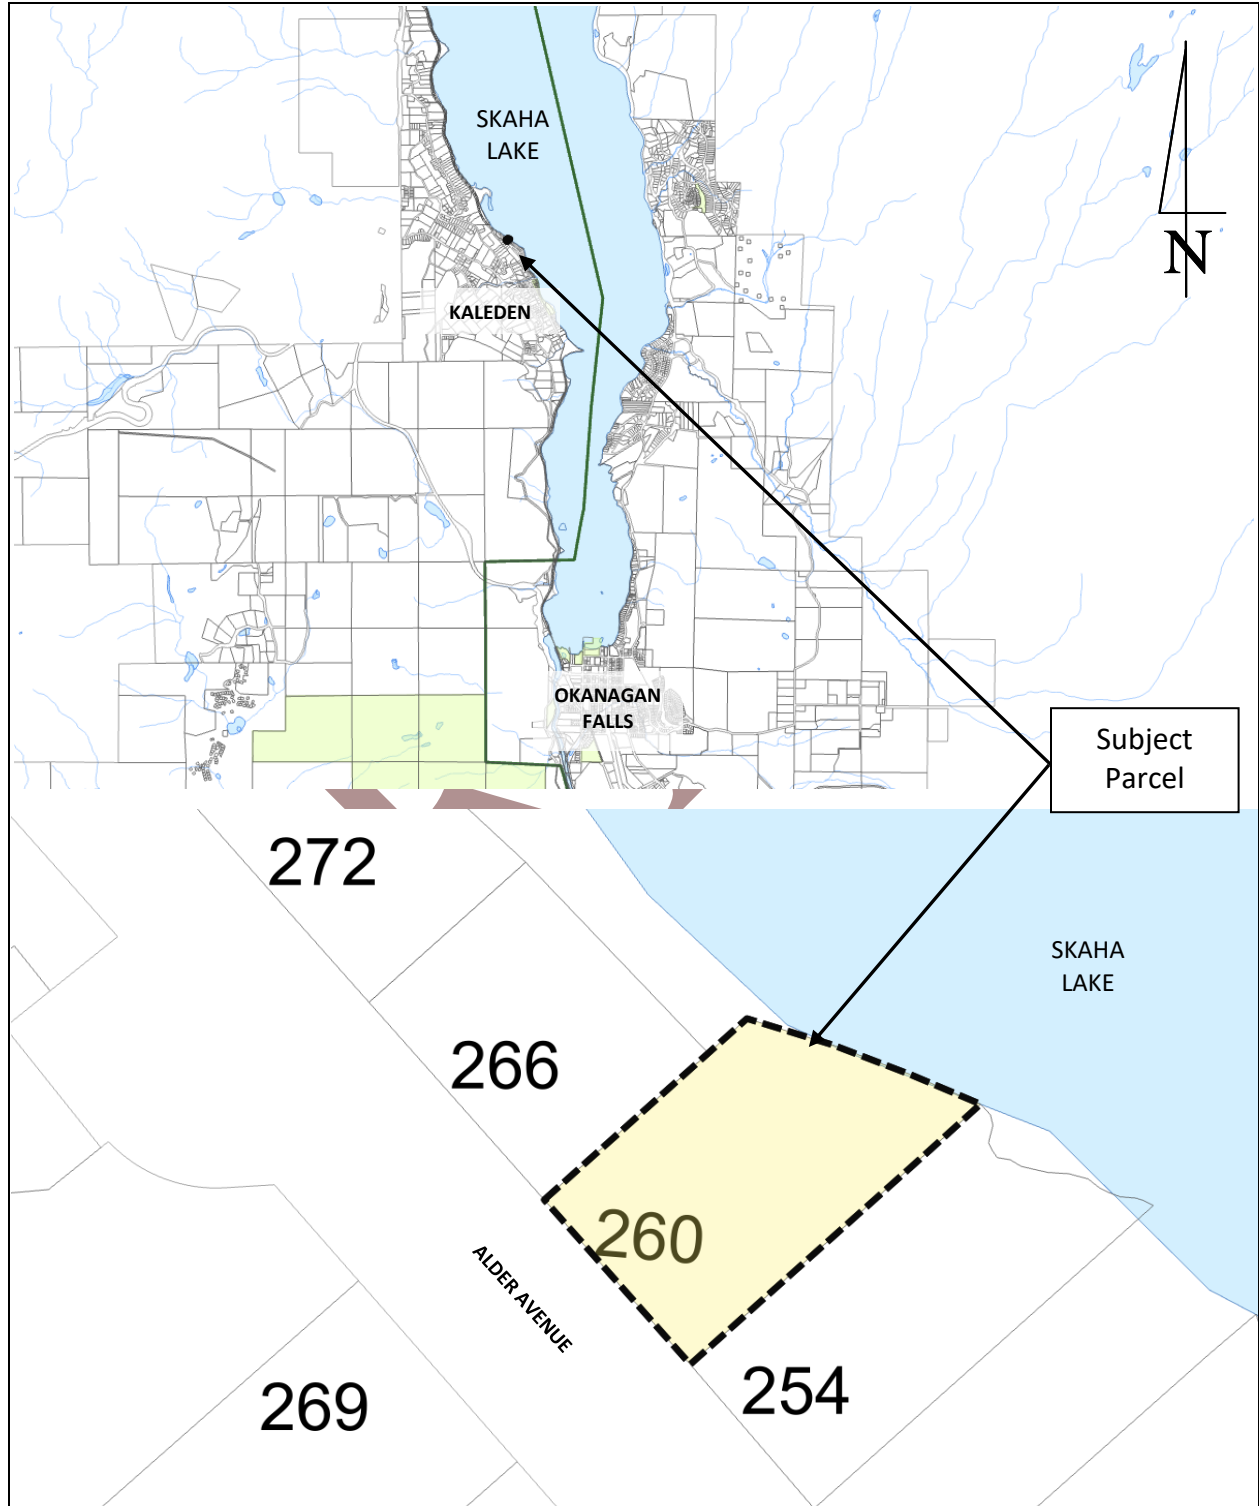 SKAHA
LAKE
N
KALEDEN
OKANAGAN
FALLS
Subject
Parcel
272
SKAHA
LAKE
266
260
ALDER AVENUE
254
269